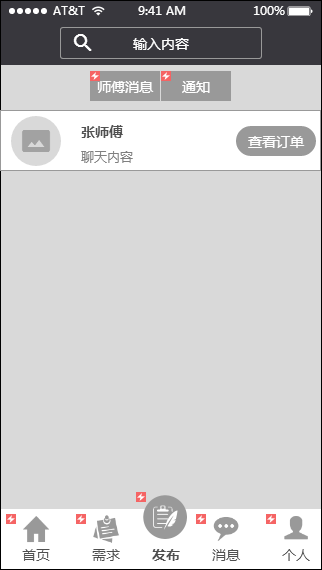 AT&T 9:41 AM 100%
输入内容
师傅消息 通知
张师傅
聊天内容
查看订单
首页 需求 发布 消息 个人